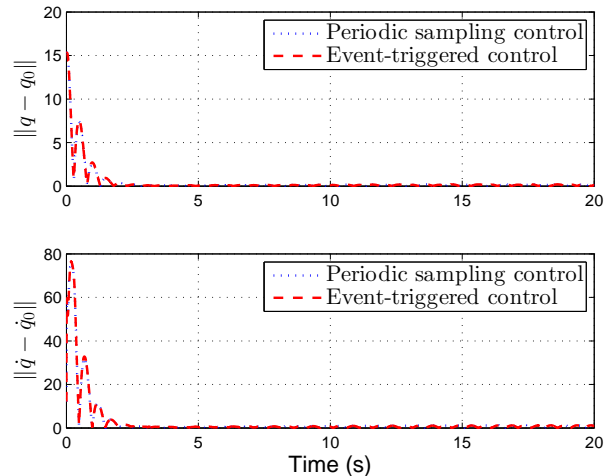 20
15
10
5
0
‖q − q₀‖
Periodic sampling control
Event-triggered control
0 5 10 15 20
80
60
40
20
0
‖q̇ − q̇₀‖
Periodic sampling control
Event-triggered control
0 5 10 15 20
Time (s)